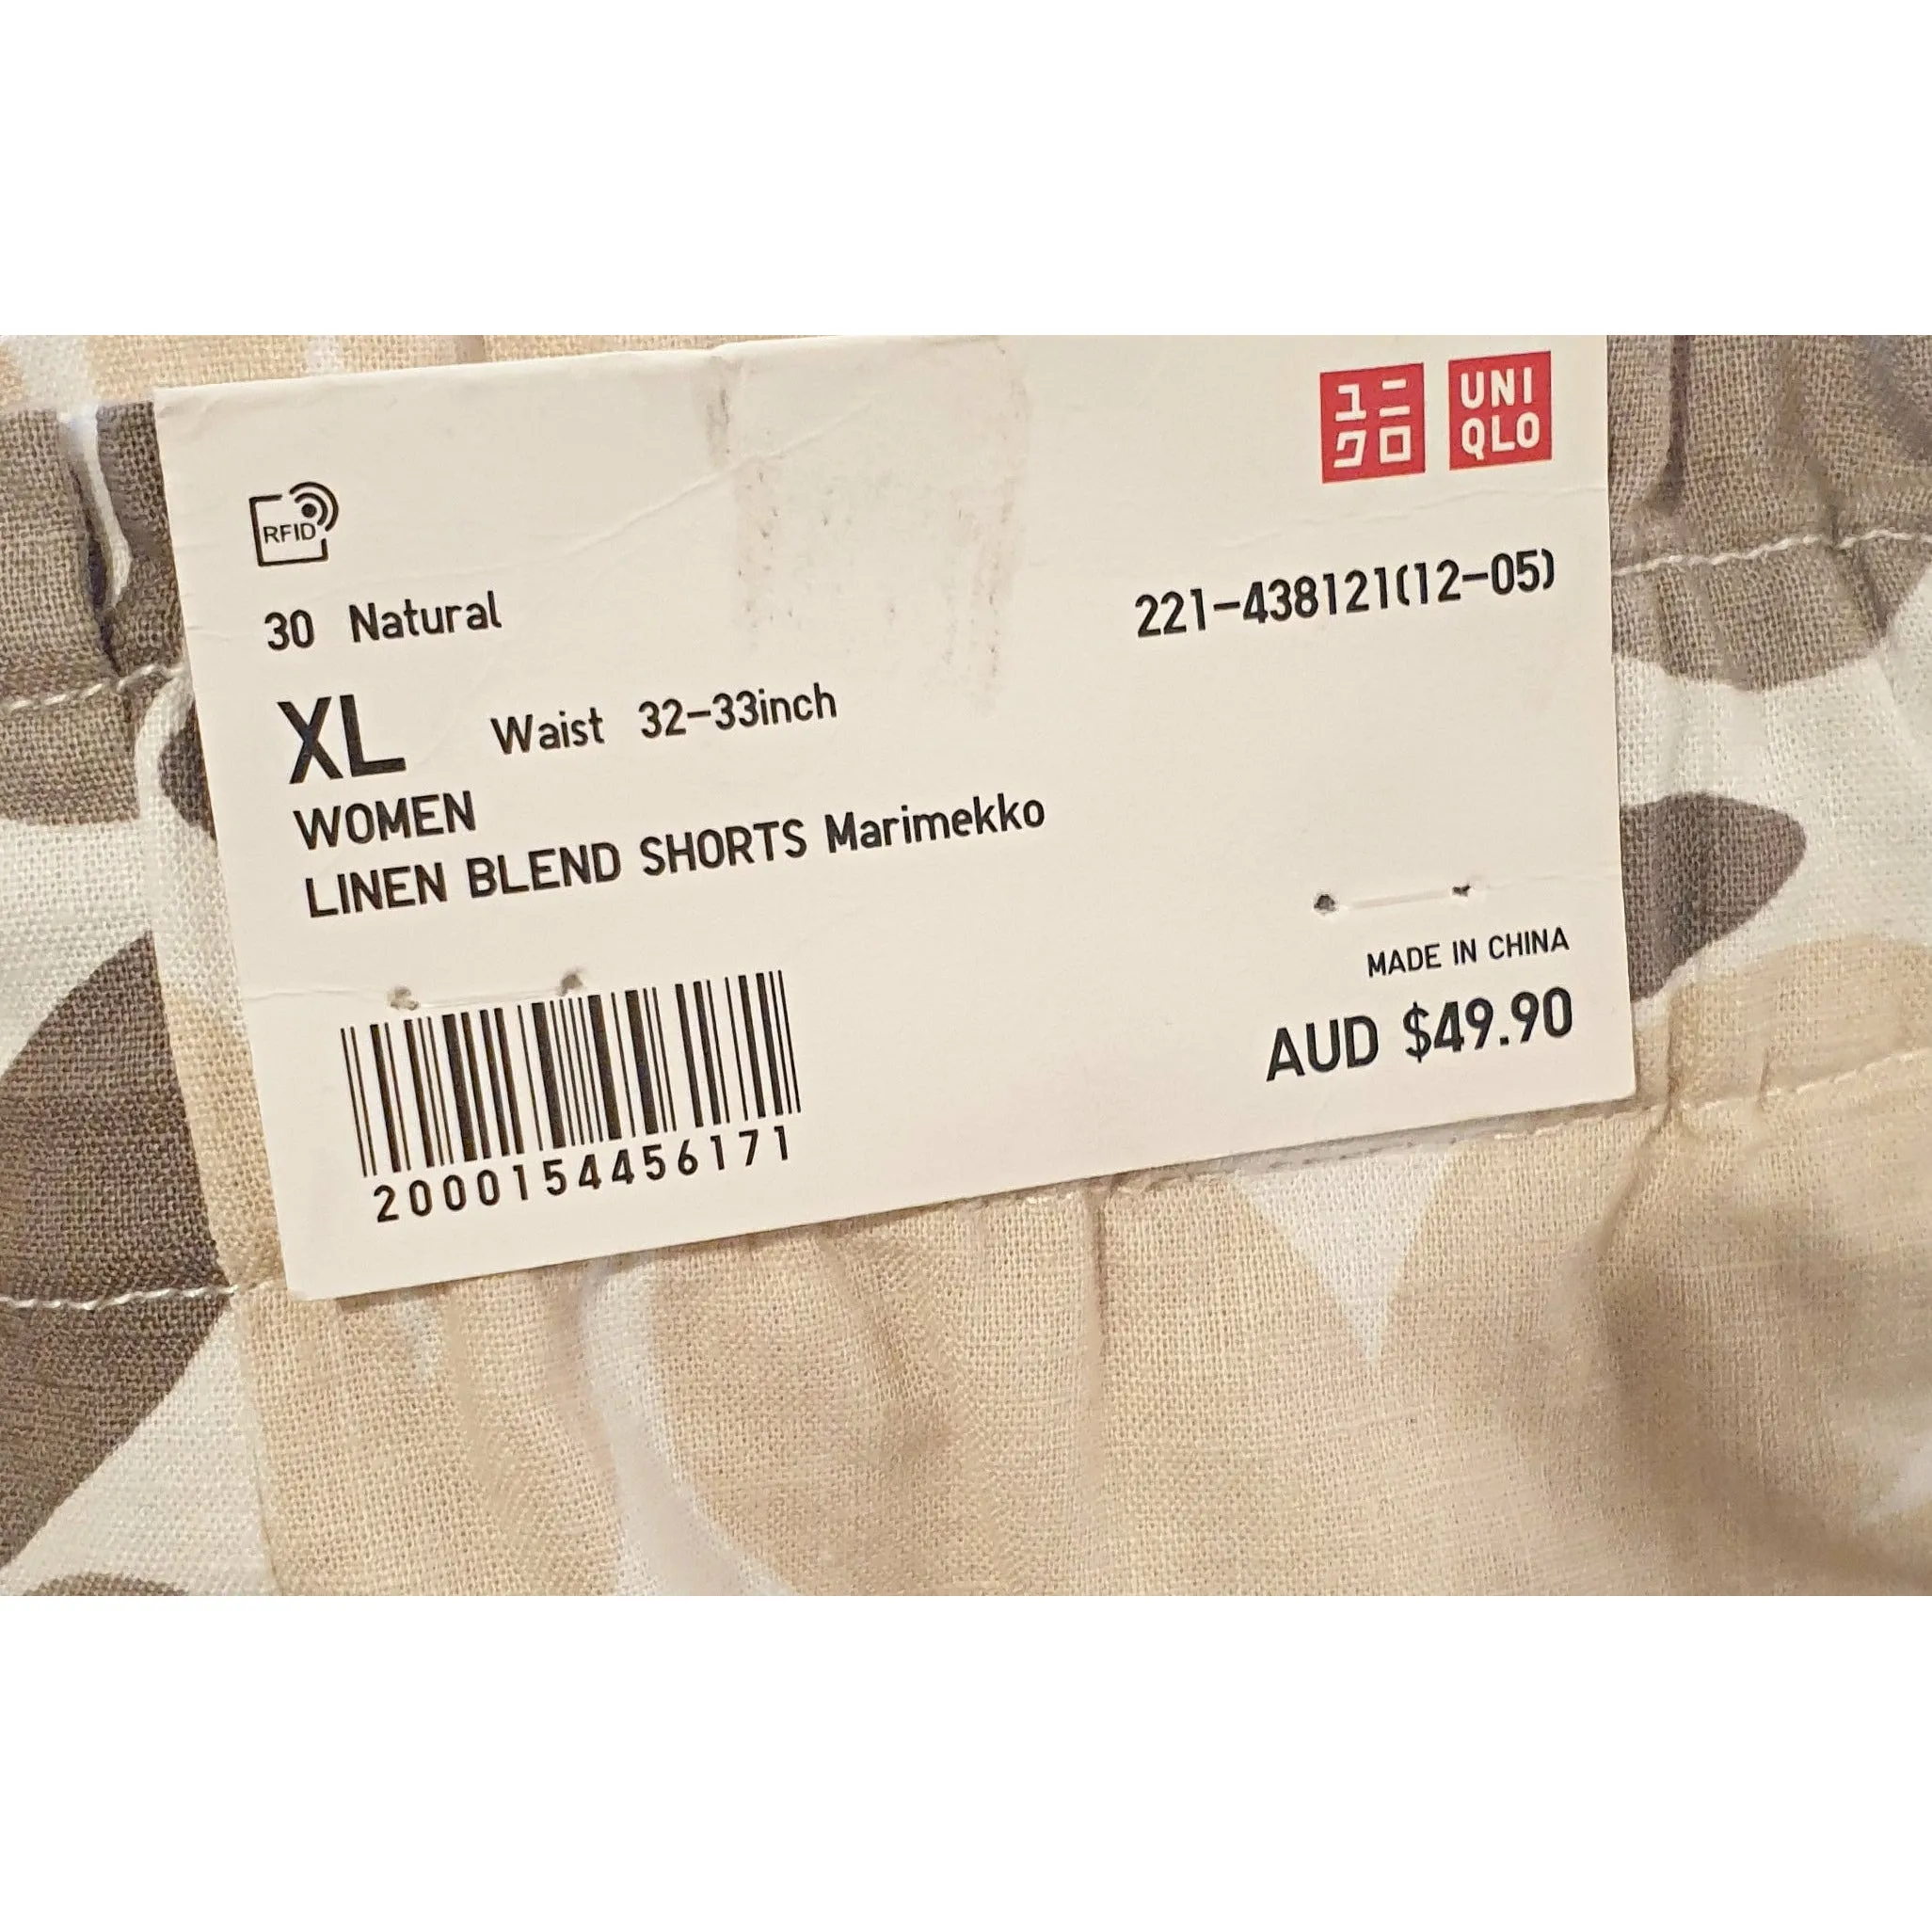 ユニ
クロ
UNI
QLO
RFID
30 Natural
221-438121(12-05)
XL Waist 32-33inch
WOMEN
LINEN BLEND SHORTS Marimekko
MADE IN CHINA
AUD $49.90
2000154456171